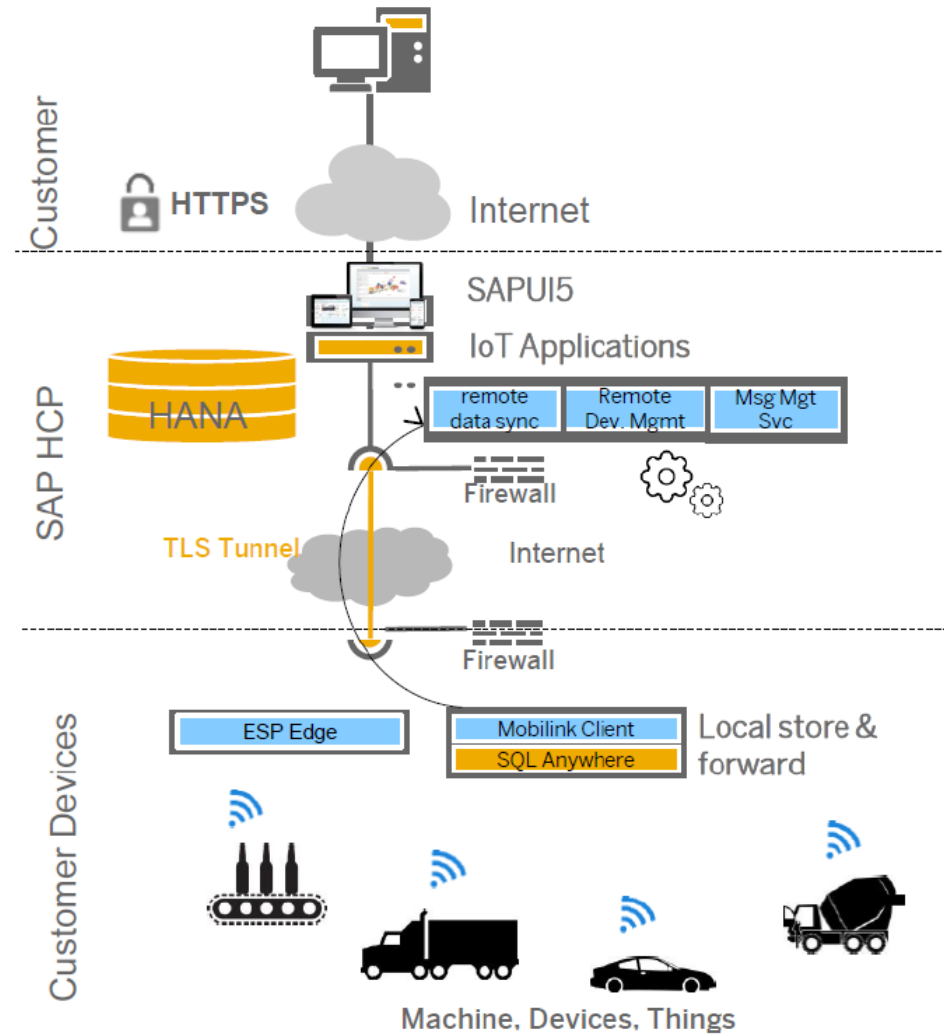 Customer
HTTPS
Internet
SAP HCP
SAPUI5
IoT Applications
HANA
remote
data sync
Remote
Dev. Mgmt
Msg Mgt
Svc
Firewall
TLS Tunnel
Internet
Firewall
Customer Devices
ESP Edge
Mobilink Client
SQL Anywhere
Local store &
forward
Machine, Devices, Things